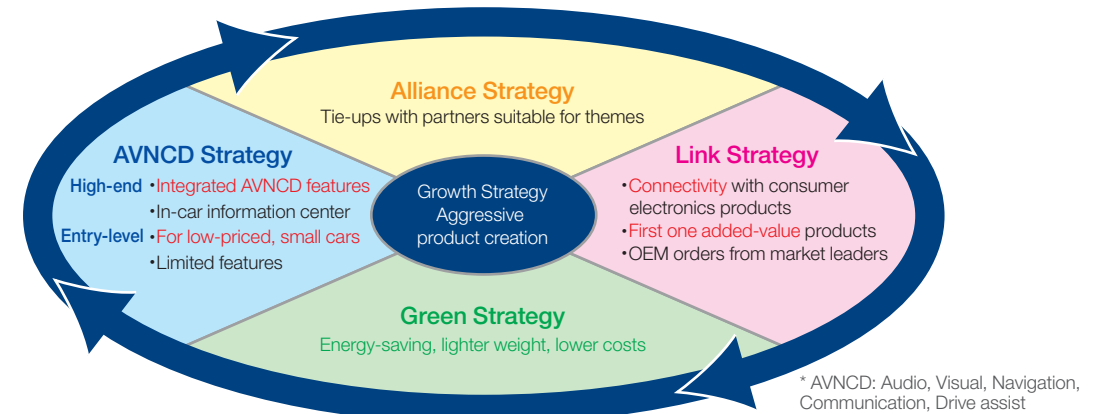 Alliance Strategy
Tie-ups with partners suitable for themes
AVNCD Strategy
High-end •Integrated AVNCD features
•In-car information center
Entry-level •For low-priced, small cars
•Limited features
Growth Strategy
Aggressive
product creation
Link Strategy
•Connectivity with consumer
electronics products
•First one added-value products
•OEM orders from market leaders
Green Strategy
Energy-saving, lighter weight, lower costs
* AVNCD: Audio, Visual, Navigation,
Communication, Drive assist